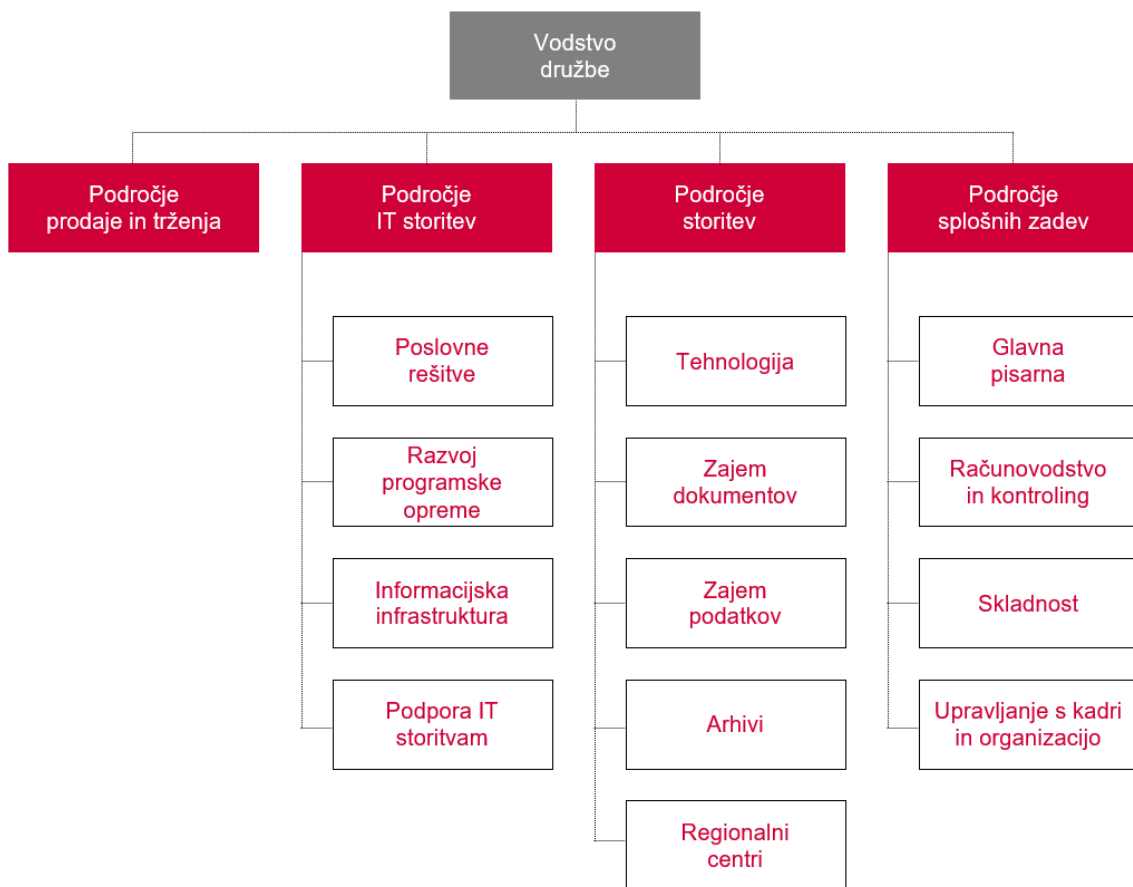 Vodstvo
družbe
Področje
prodaje in trženja
Področje
IT storitev
Področje
storitev
Področje
splošnih zadev
Poslovne
rešitve
Razvoj
programske
opreme
Informacijska
infrastruktura
Podpora IT
storitvam
Tehnologija
Zajem
dokumentov
Zajem
podatkov
Arhivi
Regionalni
centri
Glavna
pisarna
Računovodstvo
in kontroling
Skladnost
Upravljanje s kadri
in organizacijo